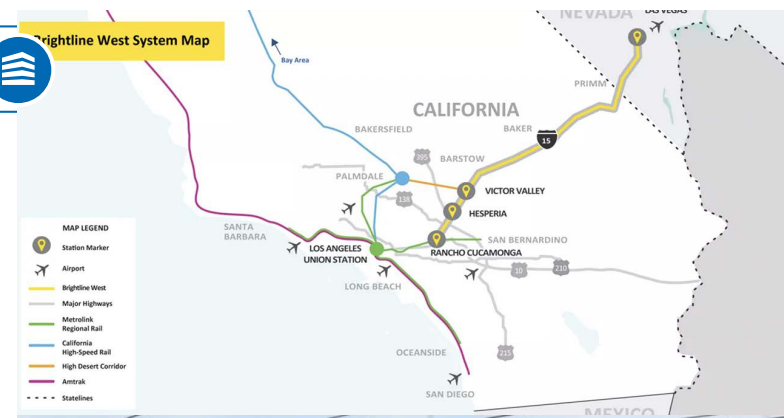 NEVADA
LAS VEGAS
Brightline West System Map
Bay Area
PRIMM
CALIFORNIA
BAKERSFIELD
BAKER
15
395
BARSTOW
PALMDALE
138
VICTOR VALLEY
HESPERIA
MAP LEGEND
Station Marker
Airport
Brightline West
Major Highways
Metrolink
Regional Rail
California
High-Speed Rail
High Desert Corridor
Amtrak
Statelines
SANTA
BARBARA
LOS ANGELES
UNION STATION
SAN BERNARDINO
RANCHO CUCAMONGA
10
210
LONG BEACH
OCEANSIDE
215
SAN DIEGO
MEXICO